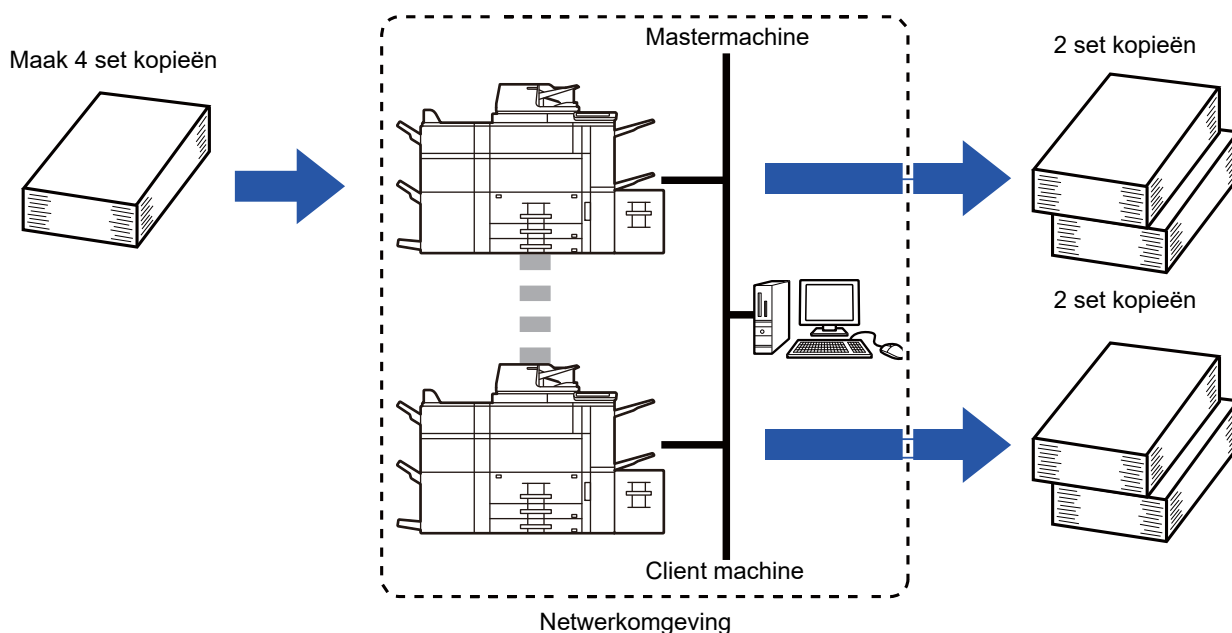 Maak 4 set kopieën
Mastermachine
2 set kopieën
2 set kopieën
Client machine
Netwerkomgeving